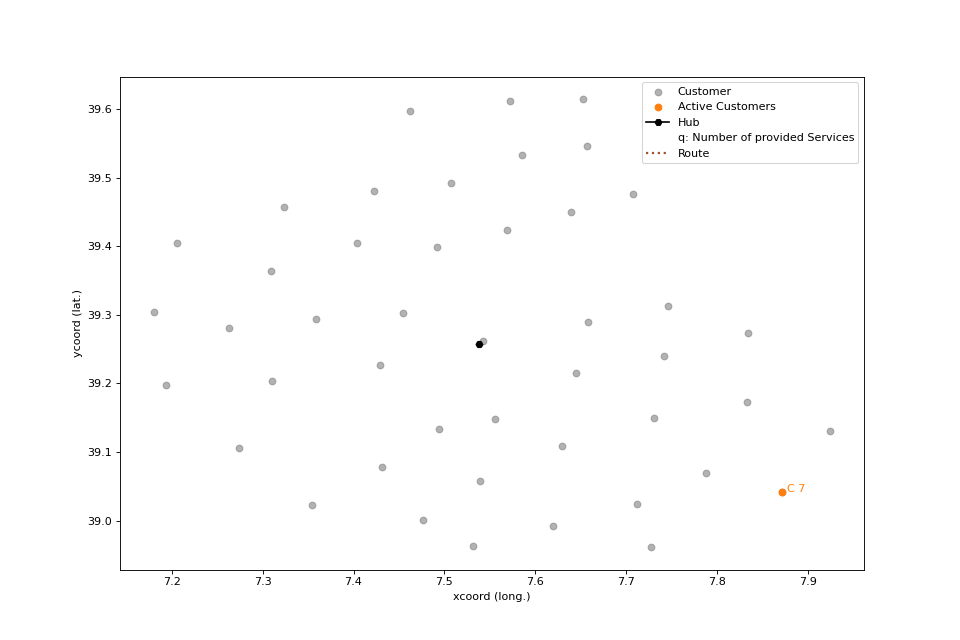 Customer
Active Customers
Hub
q: Number of provided Services
Route
39.6
39.5
39.4
39.3
39.2
39.1
39.0
ycoord (lat.)
C 7
7.2 7.3 7.4 7.5 7.6 7.7 7.8 7.9
xcoord (long.)